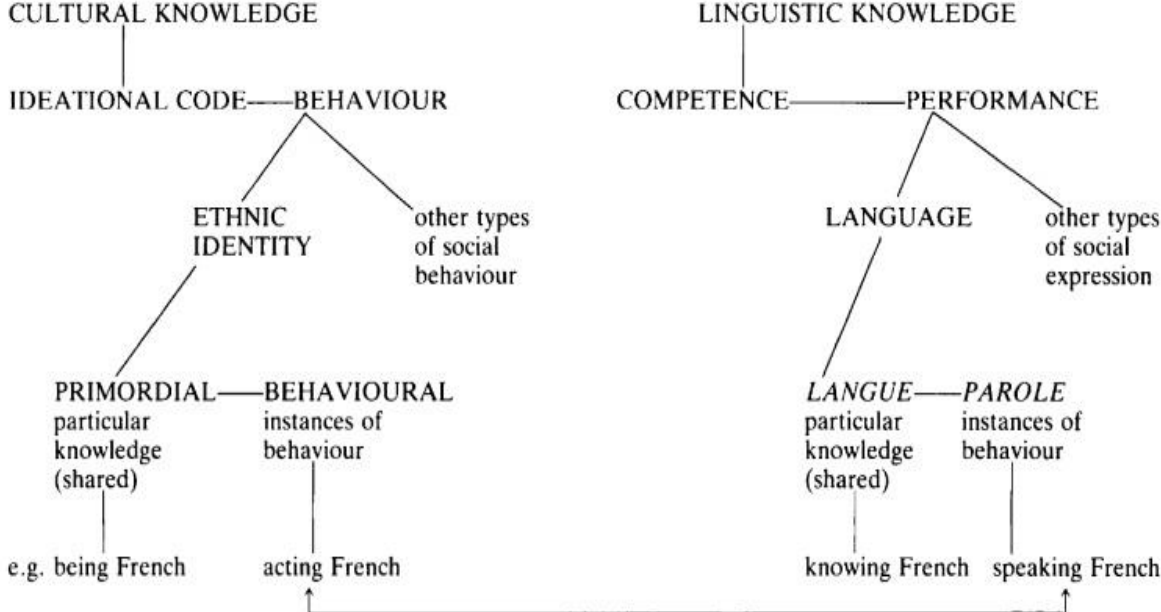 CULTURAL KNOWLEDGE
LINGUISTIC KNOWLEDGE
IDEATIONAL CODE
BEHAVIOUR
COMPETENCE
PERFORMANCE
ETHNIC
IDENTITY
other types
of social
behaviour
LANGUAGE
other types
of social
expression
PRIMORDIAL
particular
knowledge
(shared)
BEHAVIOURAL
instances of
behaviour
LANGUE
particular
knowledge
(shared)
PAROLE
instances of
behaviour
e.g. being French
acting French
knowing French
speaking French